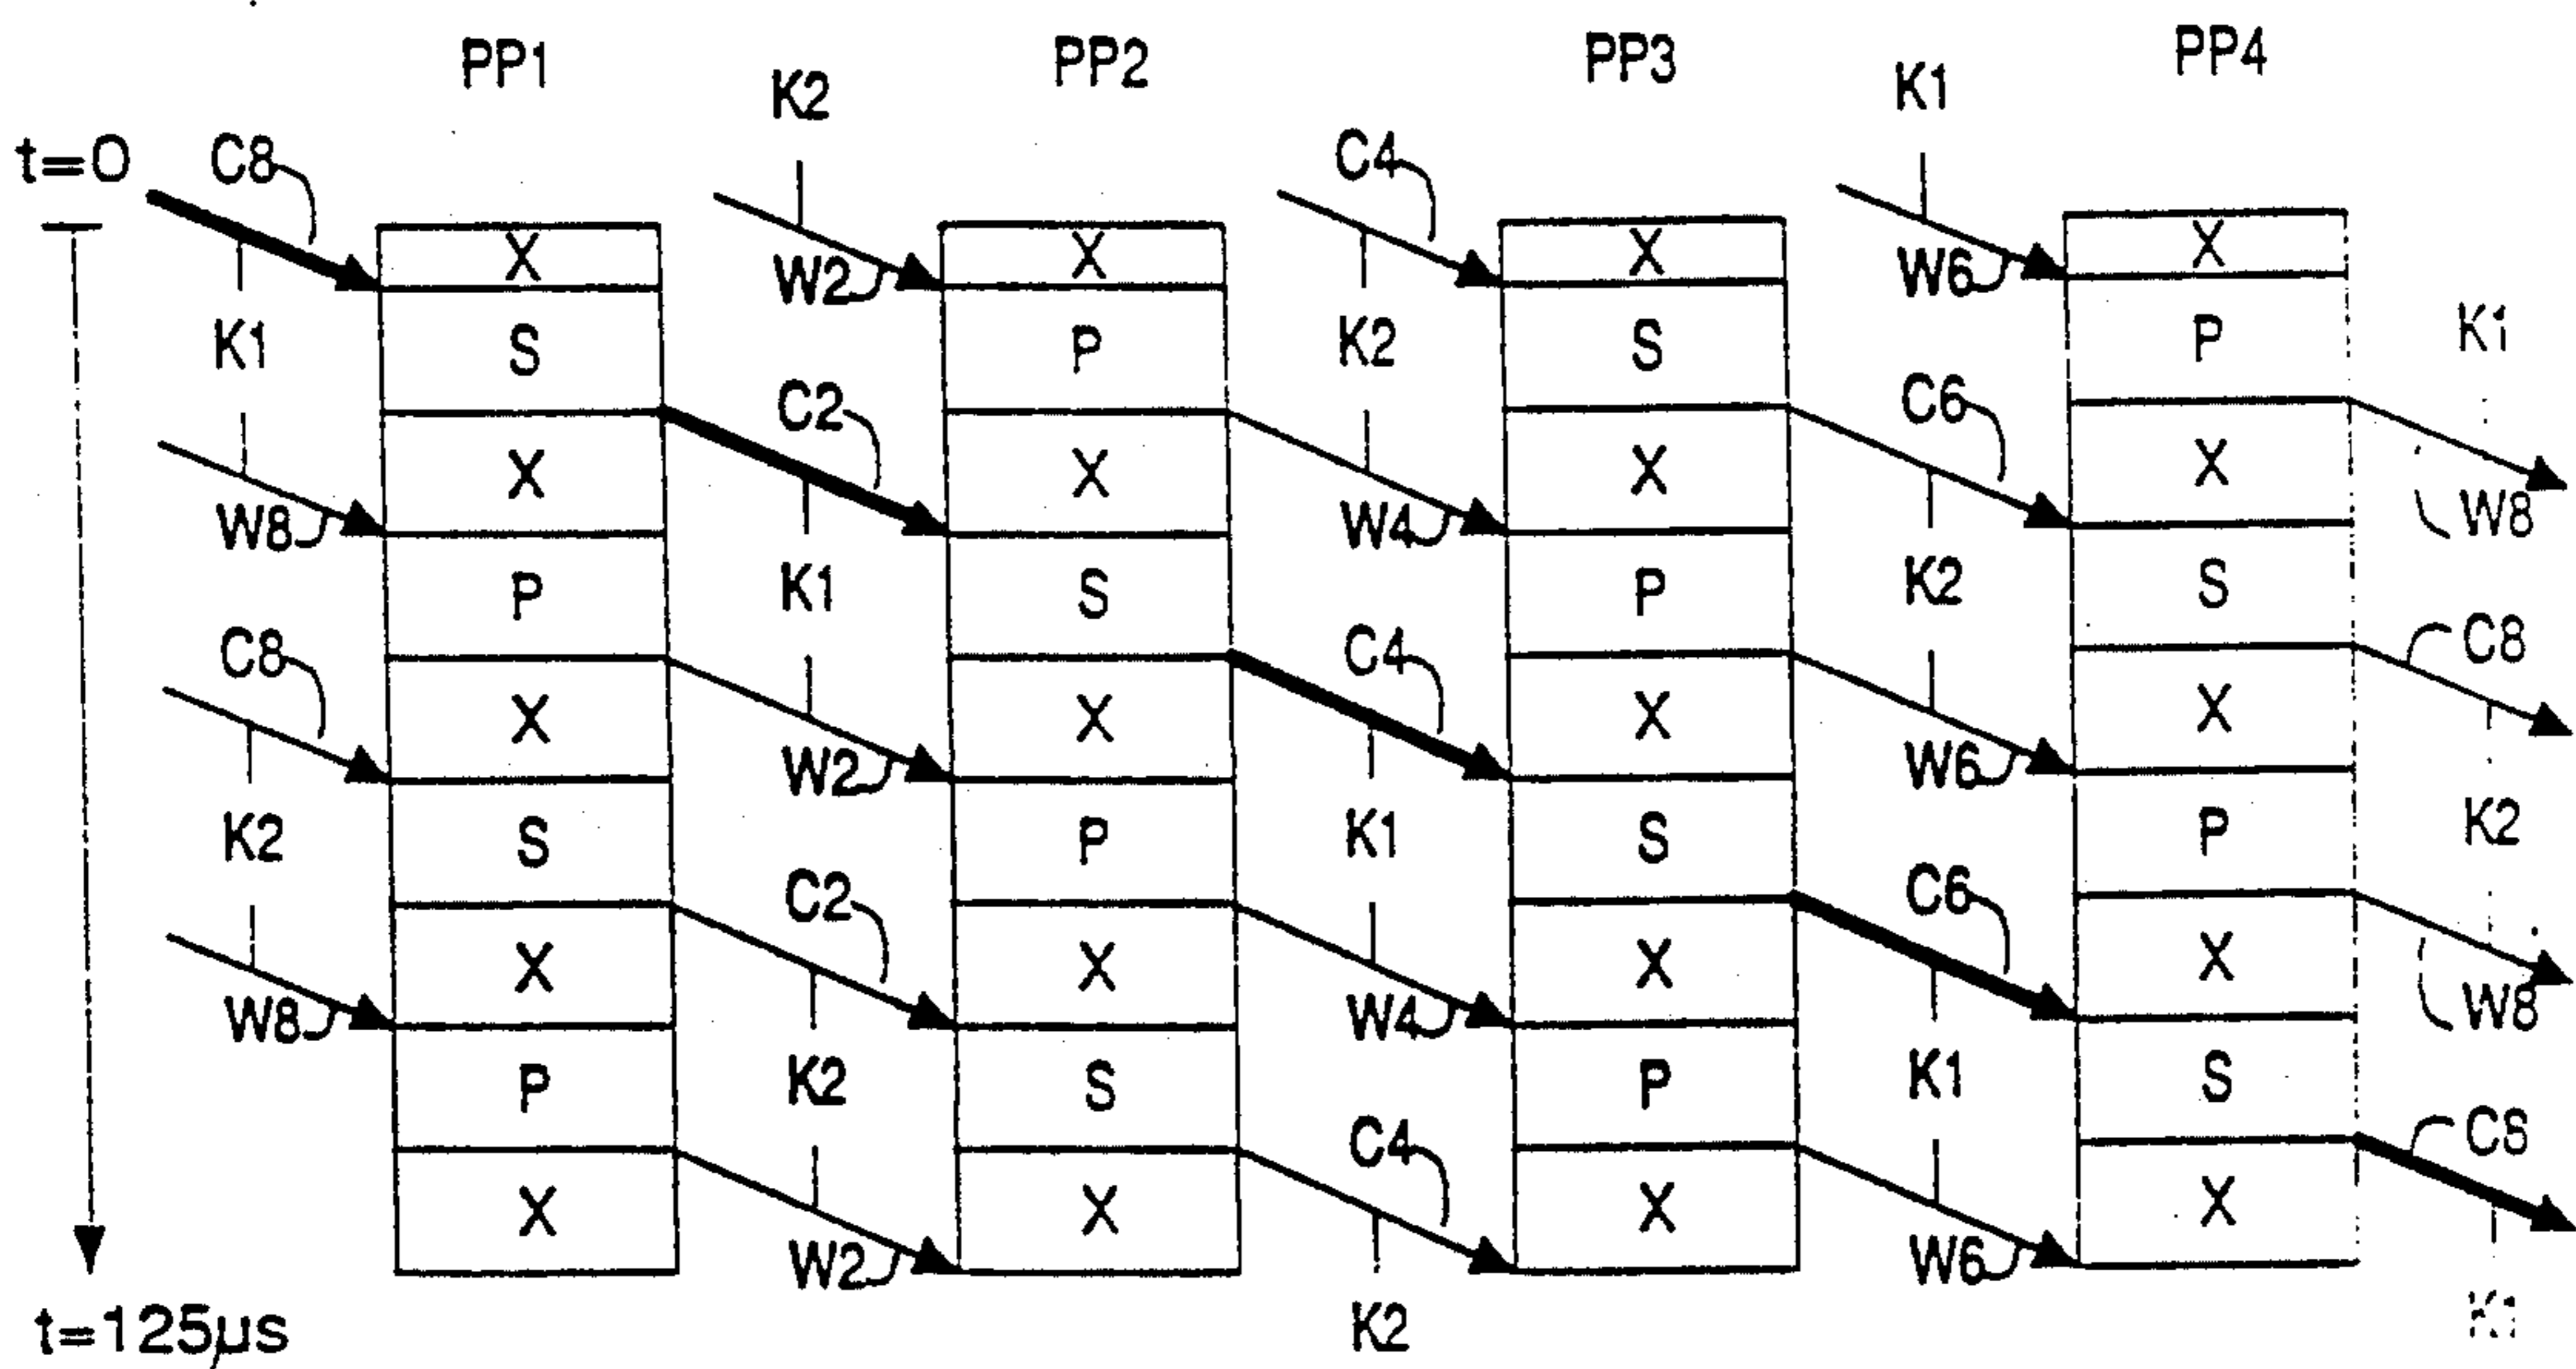 PP1 K2 PP2 PP3 K1 PP4
t=0 C8 C4
X W2 X X W6 X
K1 S P K2 S P K1
C2 C6
X X X X
W8 W4 W8
P K1 S P K2 S
C8 C4 C8
X W2 X X W6 X
K2 S P K1 S P K2
C2 C6
X X X X
W8 W4 W8
P K2 S P K1 S
C4
X X X X
W2 W6
t=125µs K2 K1